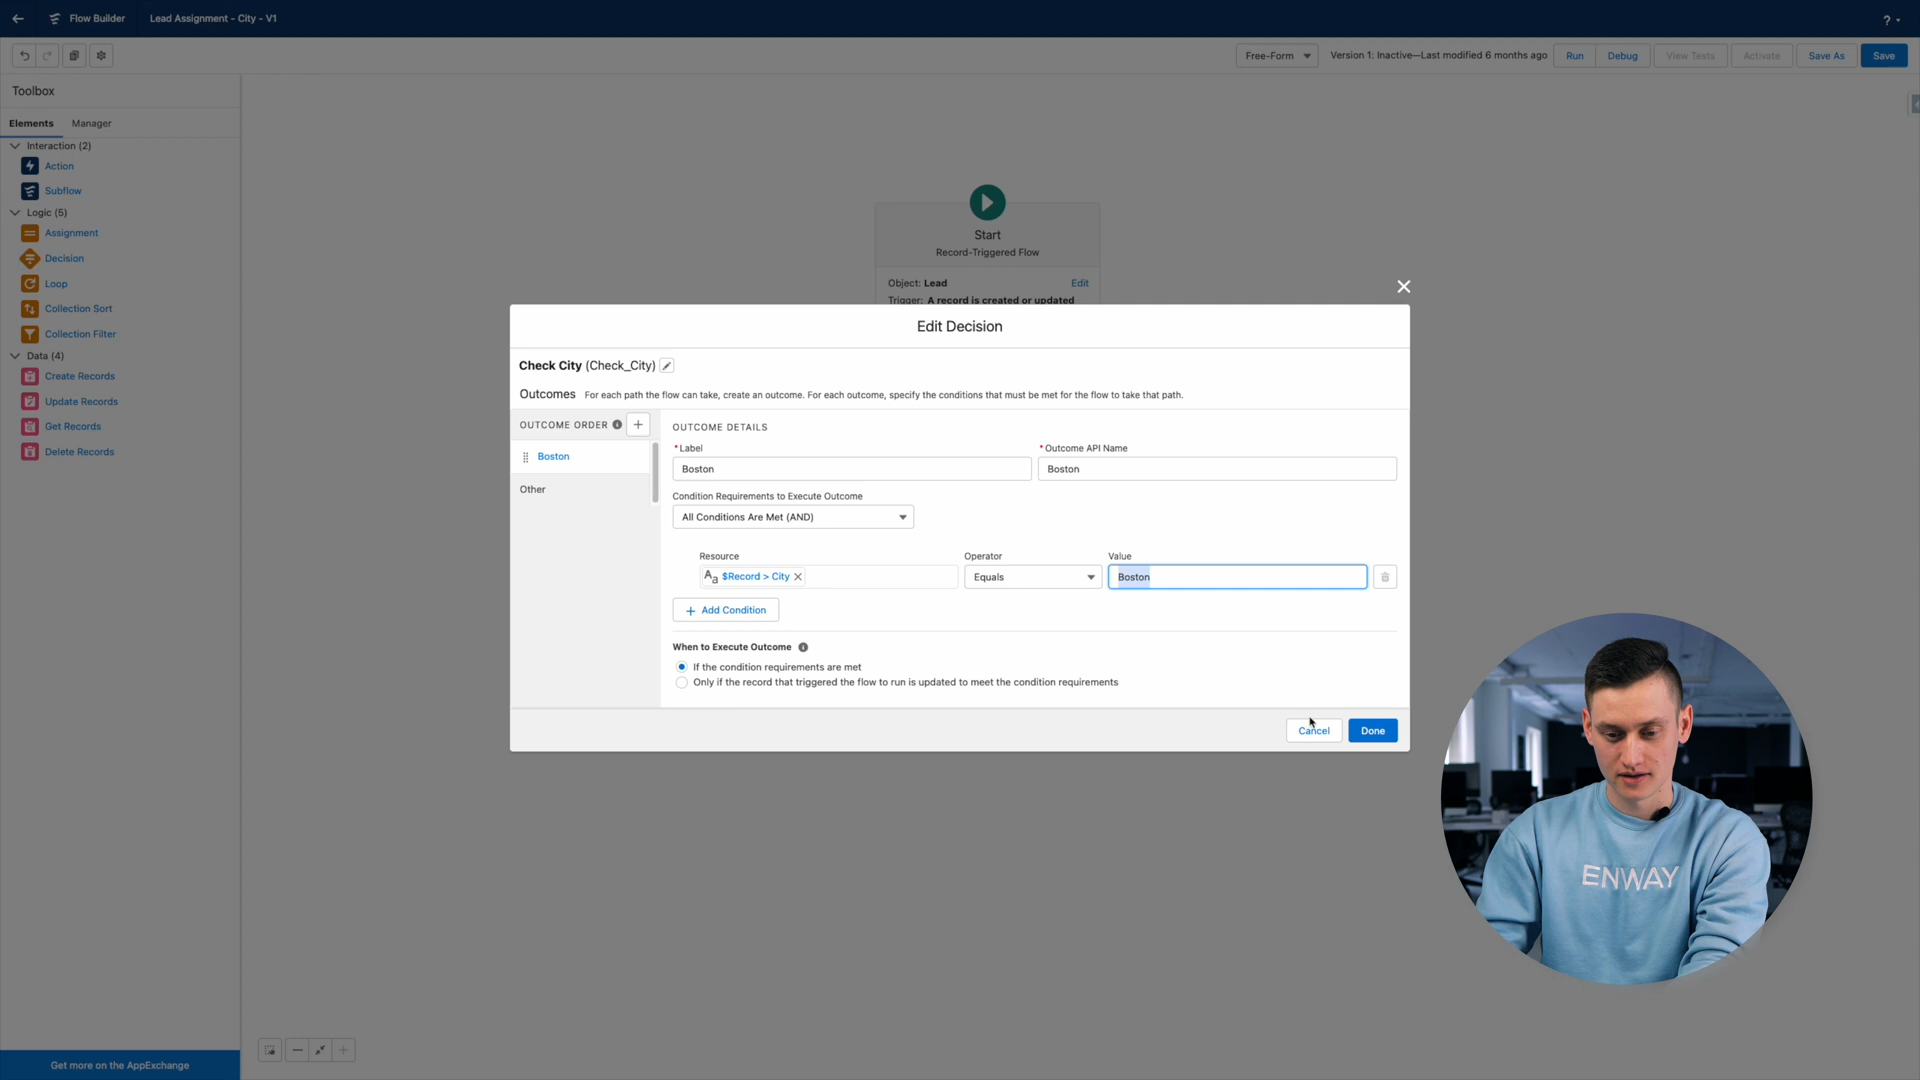 Flow Builder
Lead Assignment - City - V1
?
Free-Form
Version 1: Inactive—Last modified 6 months ago
Run
Debug
View Tests
Activate
Save As
Save
Toolbox
Elements
Manager
Interaction (2)
Action
Subflow
Logic (5)
Assignment
Decision
Loop
Collection Sort
Collection Filter
Data (4)
Create Records
Update Records
Get Records
Delete Records
Get more on the AppExchange
Start
Record-Triggered Flow
Object: Lead
Edit
Trigger: A record is created or updated
Edit Decision
Check City (Check_City)
Outcomes For each path the flow can take, create an outcome. For each outcome, specify the conditions that must be met for the flow to take that path.
OUTCOME ORDER
Boston
Other
OUTCOME DETAILS
* Label
Boston
* Outcome API Name
Boston
Condition Requirements to Execute Outcome
All Conditions Are Met (AND)
Resource
Aa $Record > City
Operator
Equals
Value
Boston
+ Add Condition
When to Execute Outcome
If the condition requirements are met
Only if the record that triggered the flow to run is updated to meet the condition requirements
Cancel
Done
ENWAY